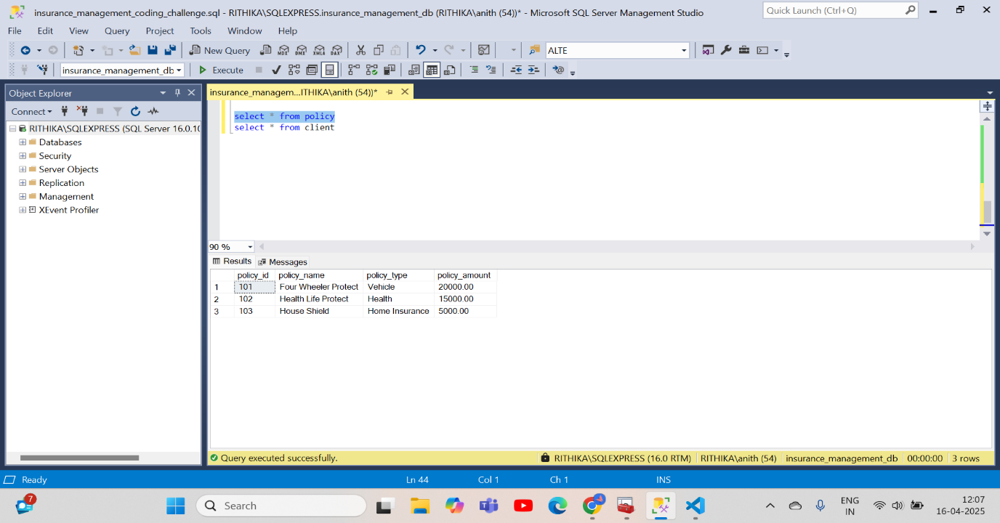 insurance_management_coding_challenge.sql - RITHIKA\SQLEXPRESS.insurance_management_db (RITHIKA\anith (54))* - Microsoft SQL Server Management Studio
Quick Launch (Ctrl+Q)
File Edit View Query Project Tools Window Help
New Query MDX DMX XMLA DAX ALTE
insurance_management_db Execute
Object Explorer
insurance_managem...ITHIKA\anith (54))*
Connect
RITHIKA\SQLEXPRESS (SQL Server 16.0.10
Databases
Security
Server Objects
Replication
Management
XEvent Profiler
select * from policy
select * from client
90 %
Results Messages
policy_id policy_name policy_type policy_amount
1 101 Four Wheeler Protect Vehicle 20000.00
2 102 Health Life Protect Health 15000.00
3 103 House Shield Home Insurance 5000.00
Query executed successfully. RITHIKA\SQLEXPRESS (16.0 RTM) RITHIKA\anith (54) insurance_management_db 00:00:00 3 rows
Ready Ln 44 Col 1 Ch 1 INS
7 Search ENG IN 12:07 16-04-2025